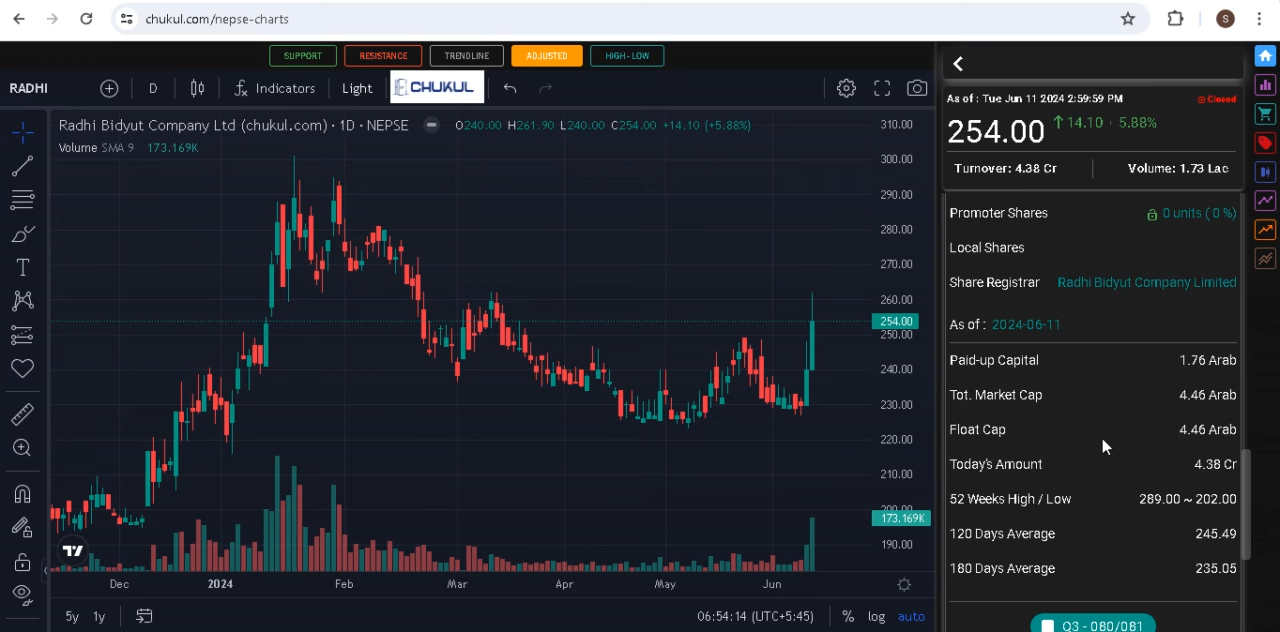 chukul.com/nepse-charts
S
SUPPORT
RESISTANCE
TRENDLINE
ADJUSTED
HIGH-LOW
RADHI
D
Indicators
Light
CHUKUL
Radhi Bidyut Company Ltd (chukul.com) · 1D · NEPSE
O240.00 H261.90 L240.00 C254.00 +14.10 (+5.88%)
Volume SMA 9 173.169K
310.00
300.00
290.00
280.00
270.00
260.00
254.00
250.00
240.00
230.00
220.00
210.00
200.00
173.169K
190.00
Dec
2024
Feb
Mar
Apr
May
Jun
5y
1y
06:54:14 (UTC+5:45)
%
log
auto
As of : Tue Jun 11 2024 2:59:59 PM
Closed
254.00
14.10
5.88%
Turnover: 4.38 Cr
Volume: 1.73 Lac
Promoter Shares
0 units ( 0 %)
Local Shares
Share Registrar
Radhi Bidyut Company Limited
As of : 2024-06-11
Paid-up Capital
1.76 Arab
Tot. Market Cap
4.46 Arab
Float Cap
4.46 Arab
Today's Amount
4.38 Cr
52 Weeks High / Low
289.00 ~ 202.00
120 Days Average
245.49
180 Days Average
235.05
Q3 - 080/081